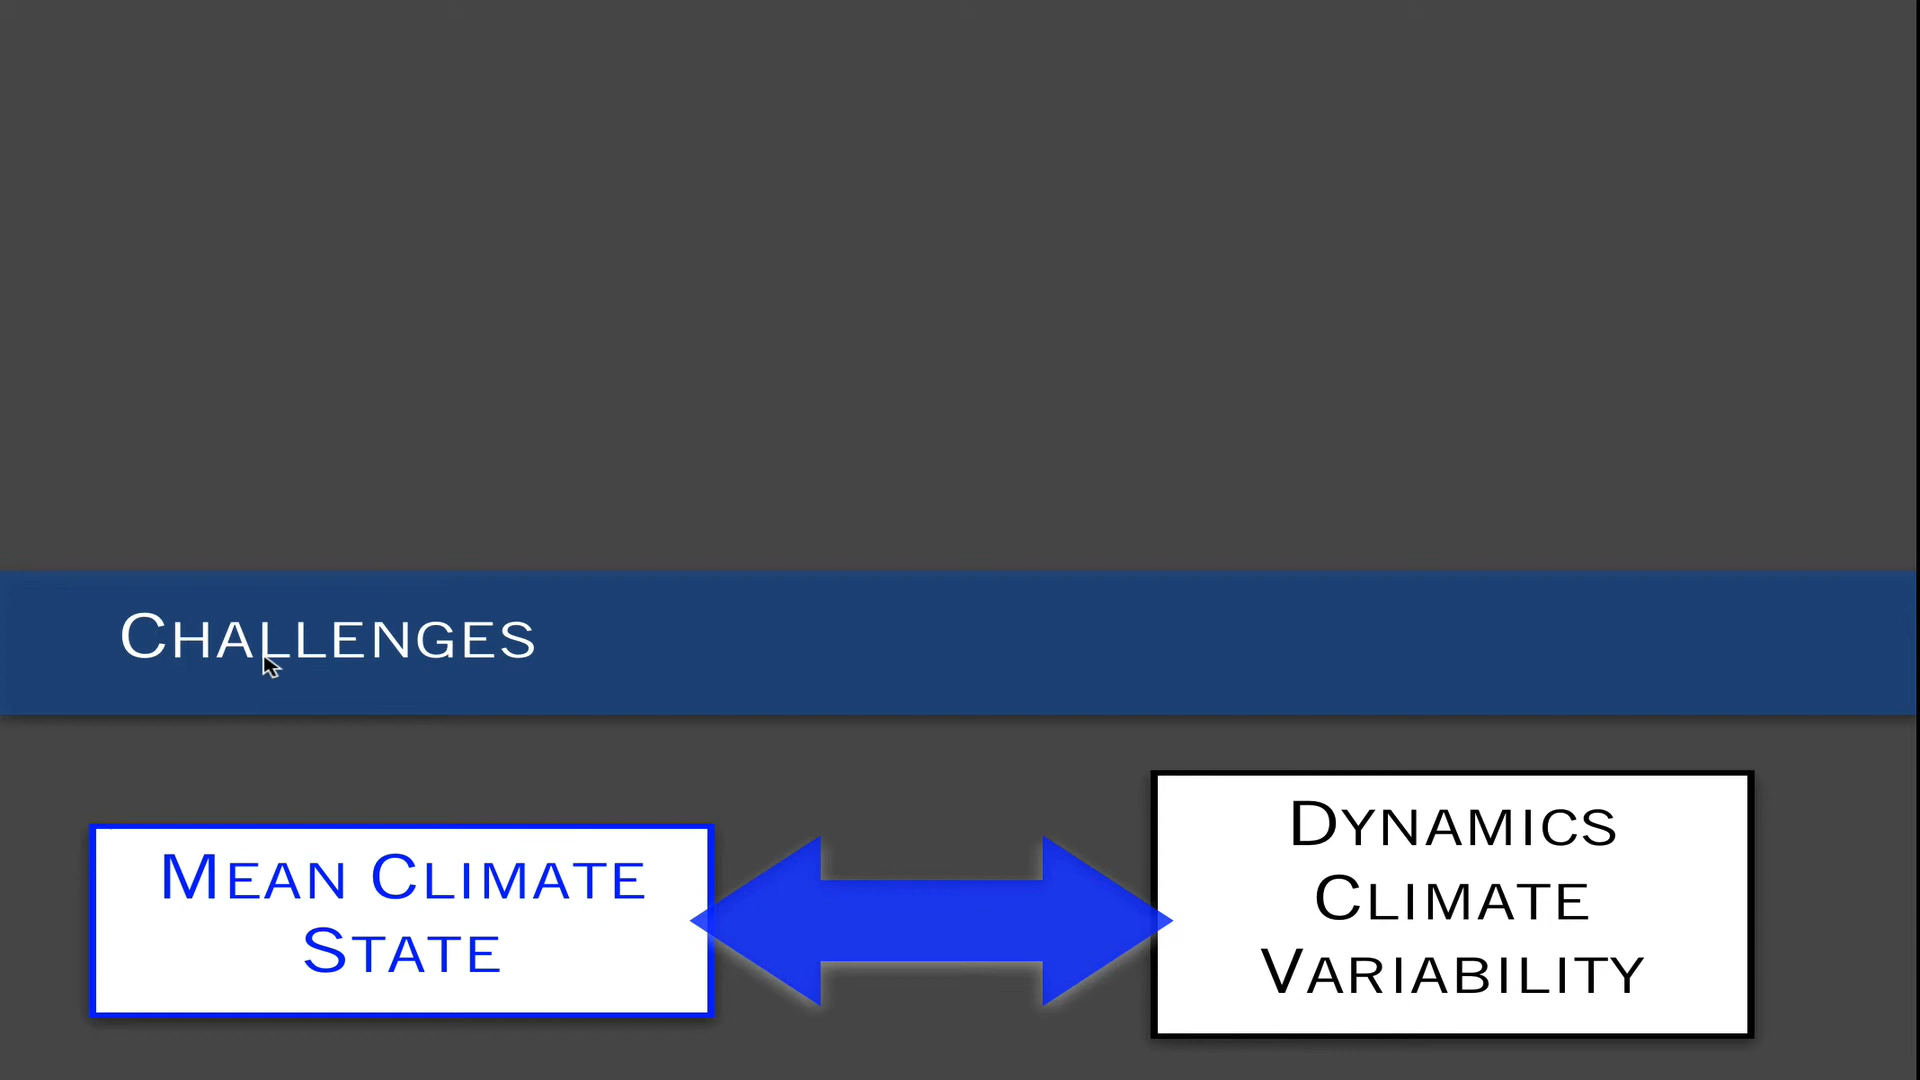 CHALLENGES
MEAN CLIMATE
STATE
DYNAMICS
CLIMATE
VARIABILITY